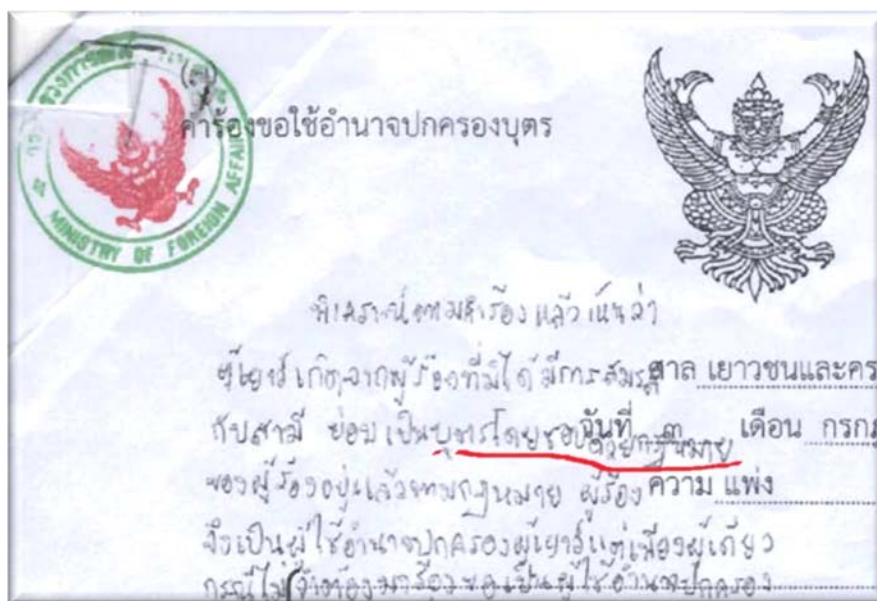 MINISTRY OF FOREIGN AFFAIR
คำร้องขอใช้อำนาจปกครองบุตร
พิเคราะห์ตามคำร้องแล้วเห็นว่า
ผู้เยาว์เกิดจากผู้ร้องที่มิได้มีการสมรส
ศาล เยาวชนและคร
กับสามี ย่อมเป็นบุตรโดยชอบด้วยกฎหมาย
วันที่ ๓ เดือน กรก
ของผู้ร้องอยู่แล้วตามกฎหมาย ผู้ร้อง
ความ แพ่ง
จึงเป็นผู้ใช้อำนาจปกครองผู้เยาว์แต่เพียงผู้เดียว
กรณีไม่จำต้องมาร้องขอเป็นผู้ใช้อำนาจปกครอง